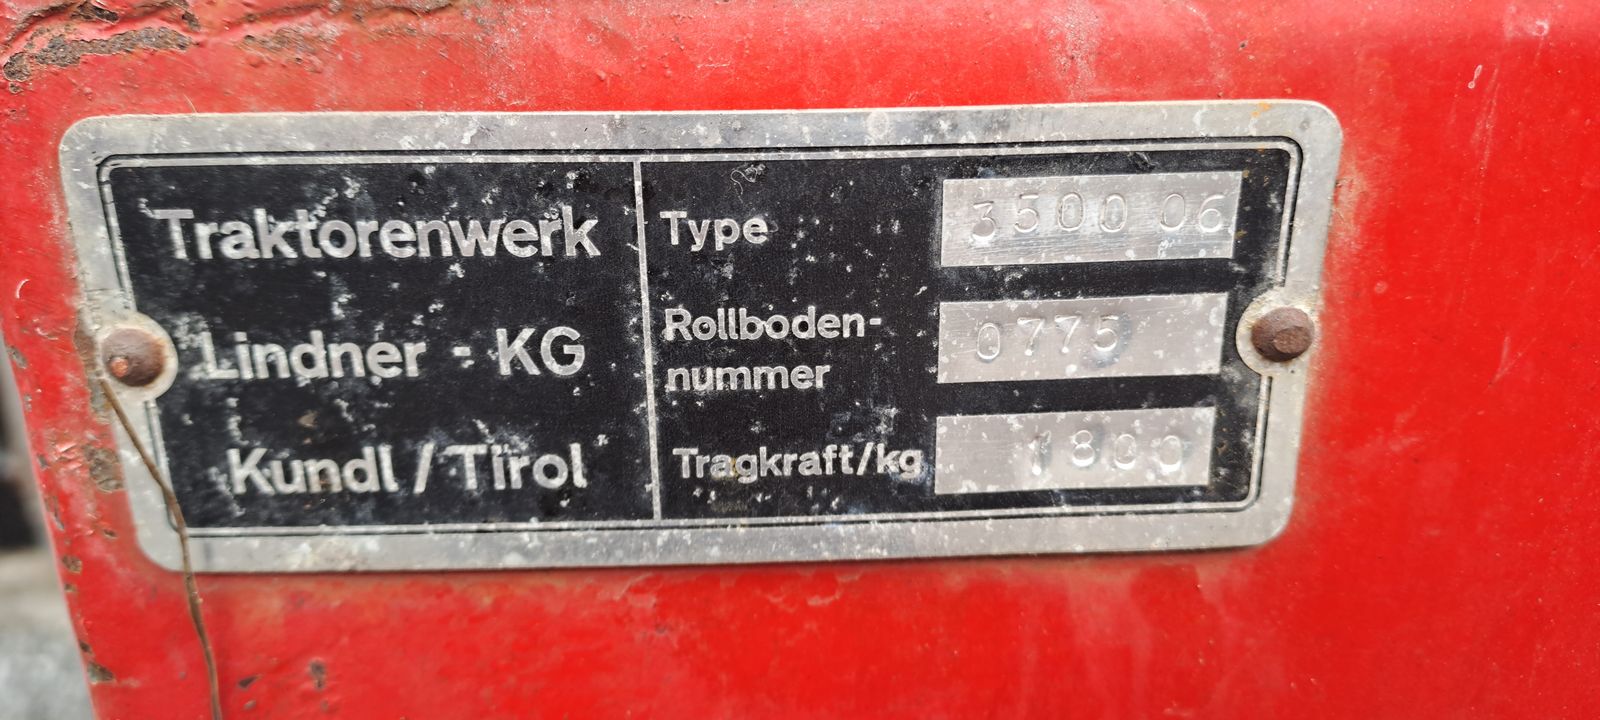 Traktorenwerk
Lindner - KG
Kundl / Tirol
Type 3500 06
Rollboden-
nummer 0775
Tragkraft/kg 1800